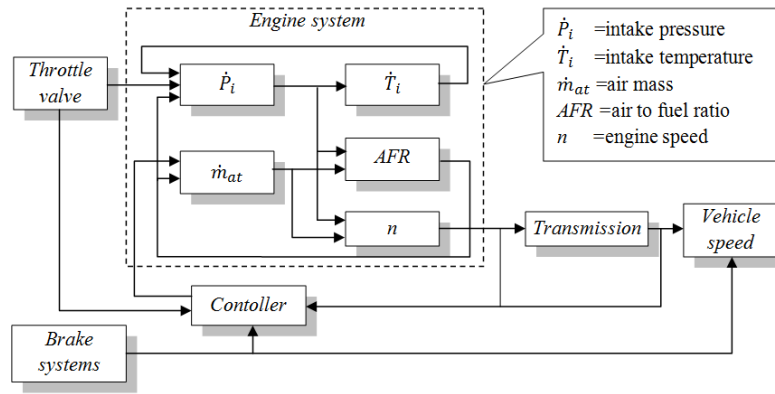 Engine system
Throttle
valve
Ṗᵢ
Ṫᵢ
ṁₐₜ
AFR
n
Transmission
Vehicle
speed
Contoller
Brake
systems
Ṗᵢ =intake pressure
Ṫᵢ =intake temperature
ṁₐₜ =air mass
AFR =air to fuel ratio
n =engine speed